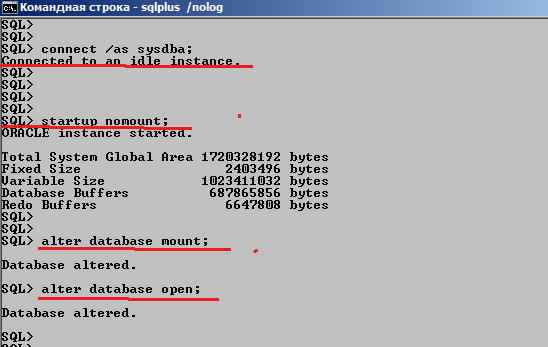 Командная строка - sqlplus /nolog
SQL>
SQL>
SQL> connect /as sysdba;
Connected to an idle instance.
SQL>
SQL>
SQL>
SQL>
SQL> startup nomount;
ORACLE instance started.
Total System Global Area 1720328192 bytes
Fixed Size 2403496 bytes
Variable Size 1023411032 bytes
Database Buffers 687865856 bytes
Redo Buffers 6647808 bytes
SQL>
SQL>
SQL> alter database mount;
Database altered.
SQL> alter database open;
Database altered.
SQL>
SQL>